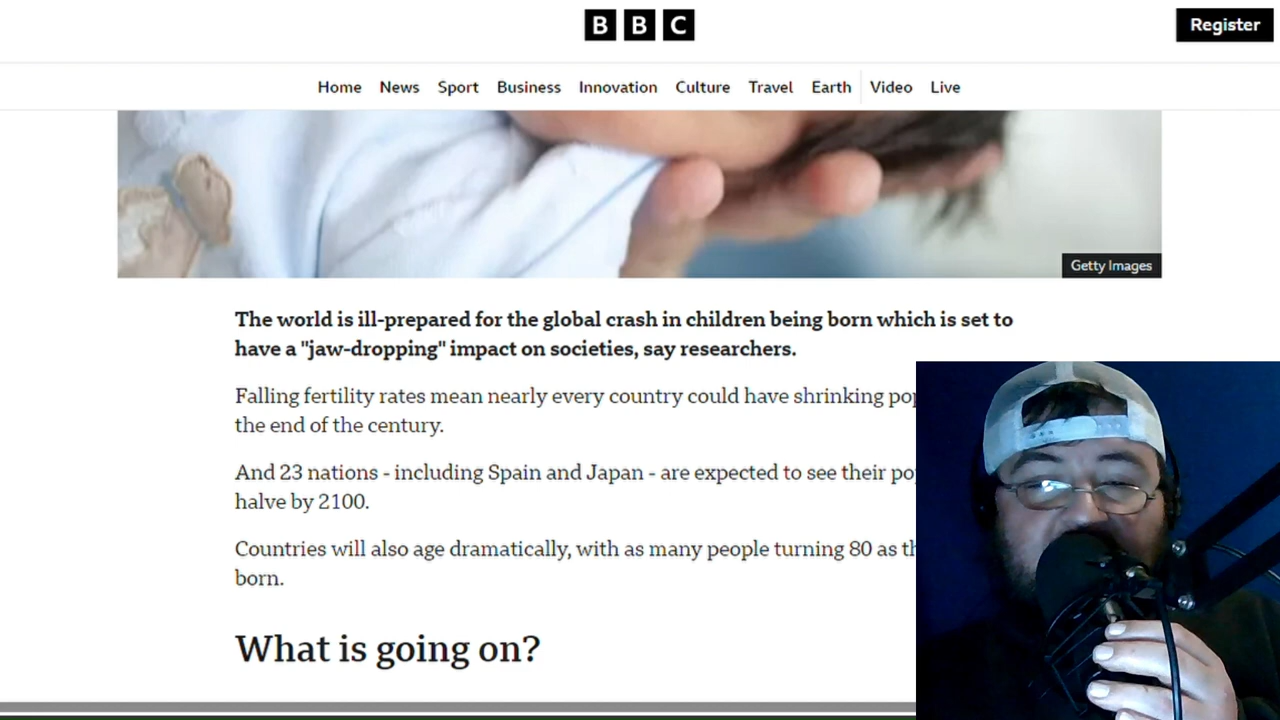 BBC
Register
Home News Sport Business Innovation Culture Travel Earth Video Live
Getty Images
The world is ill-prepared for the global crash in children being born which is set to
have a "jaw-dropping" impact on societies, say researchers.
Falling fertility rates mean nearly every country could have shrinking
the end of the century.
And 23 nations - including Spain and Japan - are expected to see their
halve by 2100.
Countries will also age dramatically, with as many people turning 80 as
born.
What is going on?